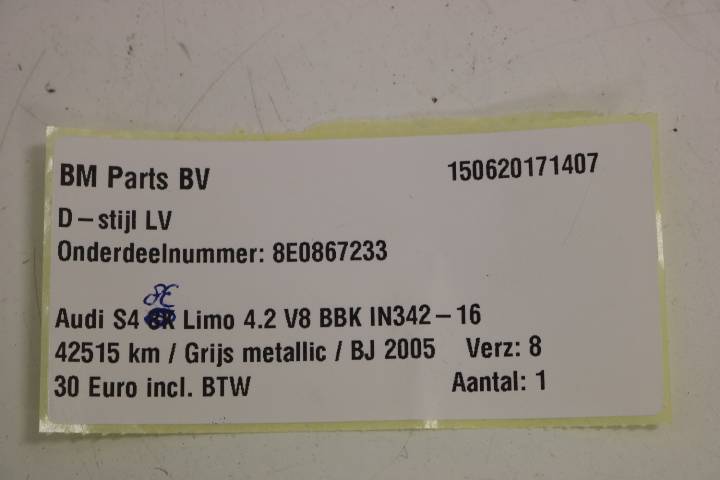 BM Parts BV 150620171407
D-stijl LV
Onderdeelnummer: 8E0867233
8E
Audi S4 Limo 4.2 V8 BBK IN342-16
42515 km / Grijs metallic / BJ 2005 Verz: 8
30 Euro incl. BTW Aantal: 1